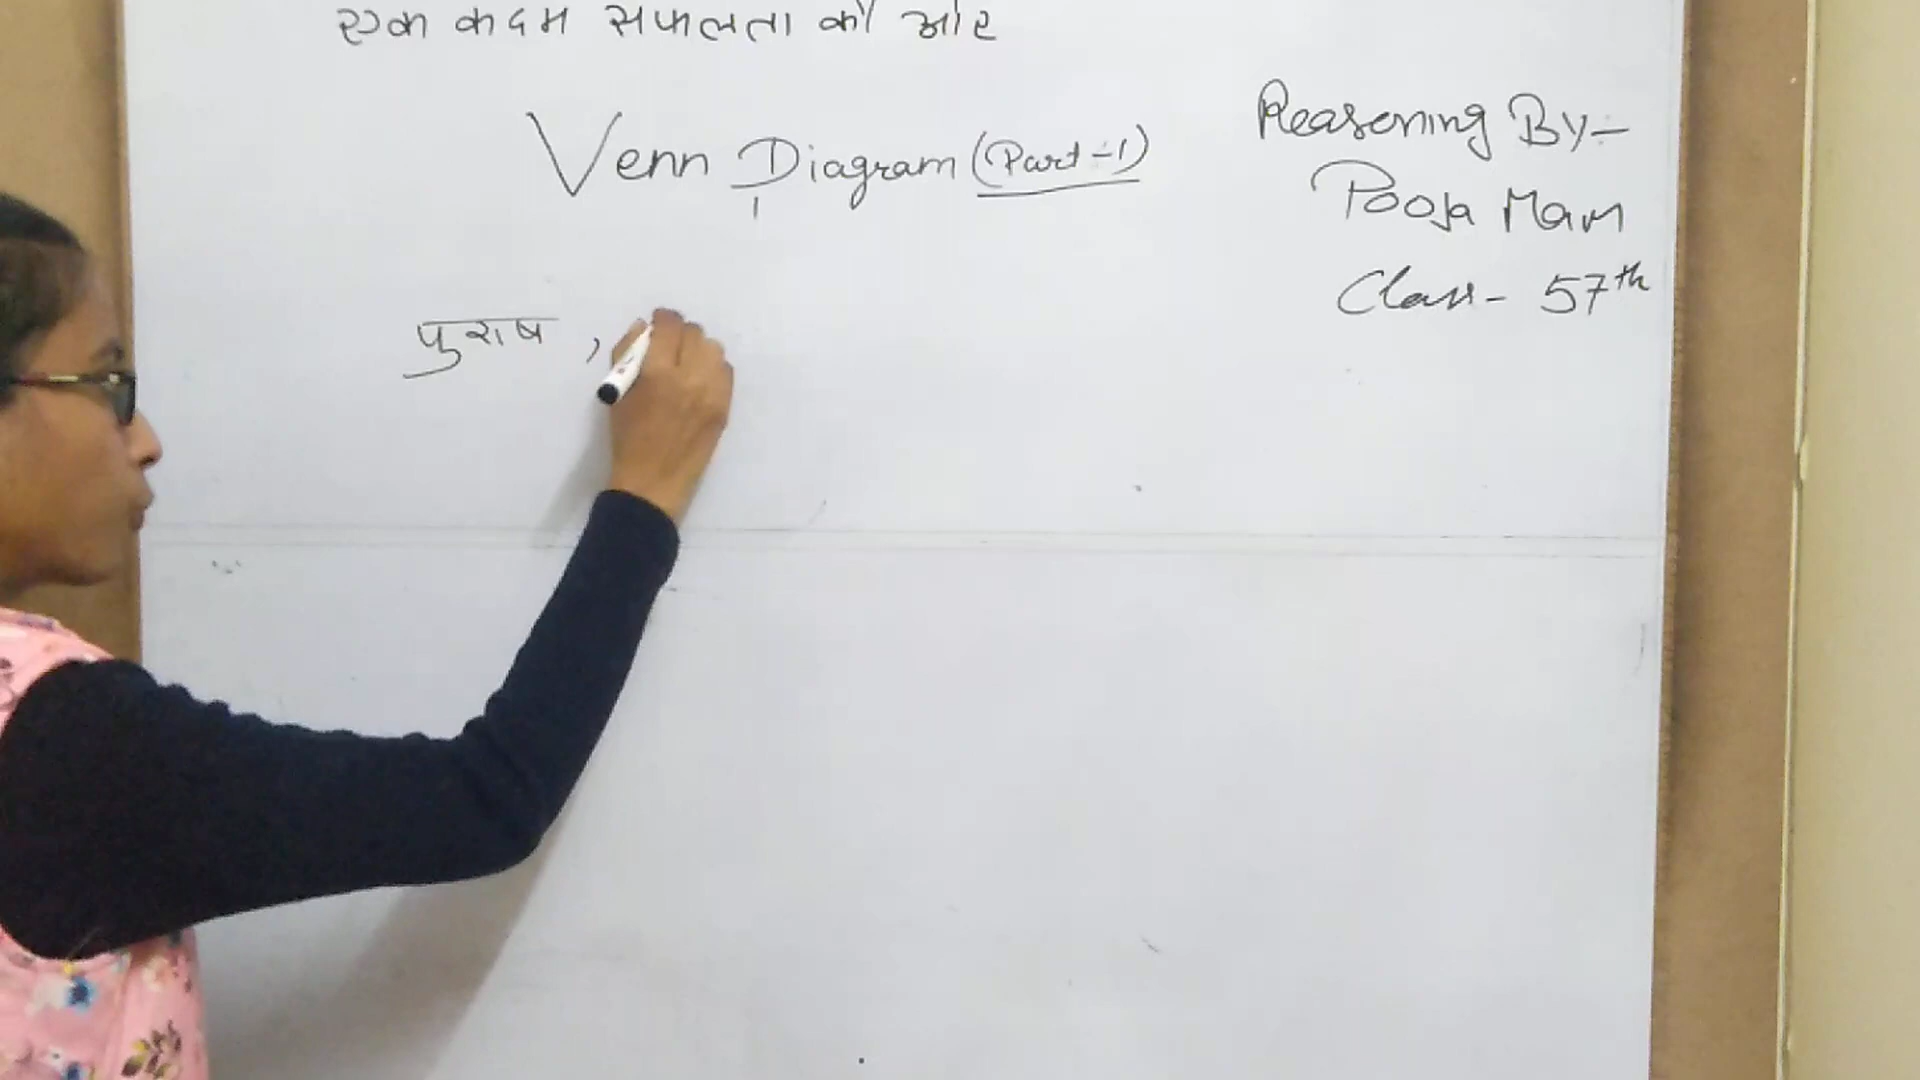 एक कदम सफलता की ओर
Venn Diagram (Part-1)
Reasoning By-
Pooja Mam
Class- 57th
पुरुष ,